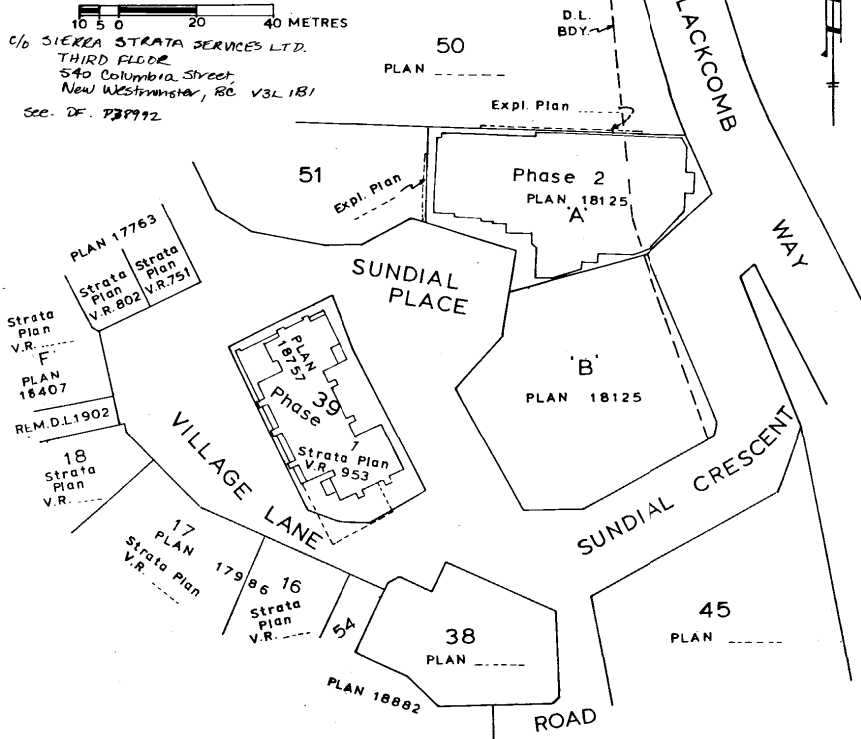 10 5 0 20 40 METRES
C/o SIERRA STRATA SERVICES LTD.
THIRD FLOOR
540 Columbia Street,
New Westminster, BC V3L 1B1
See. DF. P38992
50
PLAN
D.L.
BDY.
LACKCOMB
WAY
Expl. Plan
51
Expl. Plan
Phase 2
PLAN 18125
'A'
PLAN 17763
Strata
Plan
V.R. 802
Strata
Plan
V.R. 751
SUNDIAL
PLACE
Strata
Plan
V.R.
'F'
PLAN
18407
REM. D.L. 1902
18
Strata
Plan
V.R.
PLAN
18757
39
Phase
1
Strata Plan
V.R. 953
'B'
PLAN 18125
VILLAGE LANE
SUNDIAL CRESCENT
17
PLAN
17986
Strata Plan
V.R.
16
Strata
Plan
V.R.
54
38
PLAN
PLAN 18882
45
PLAN
ROAD